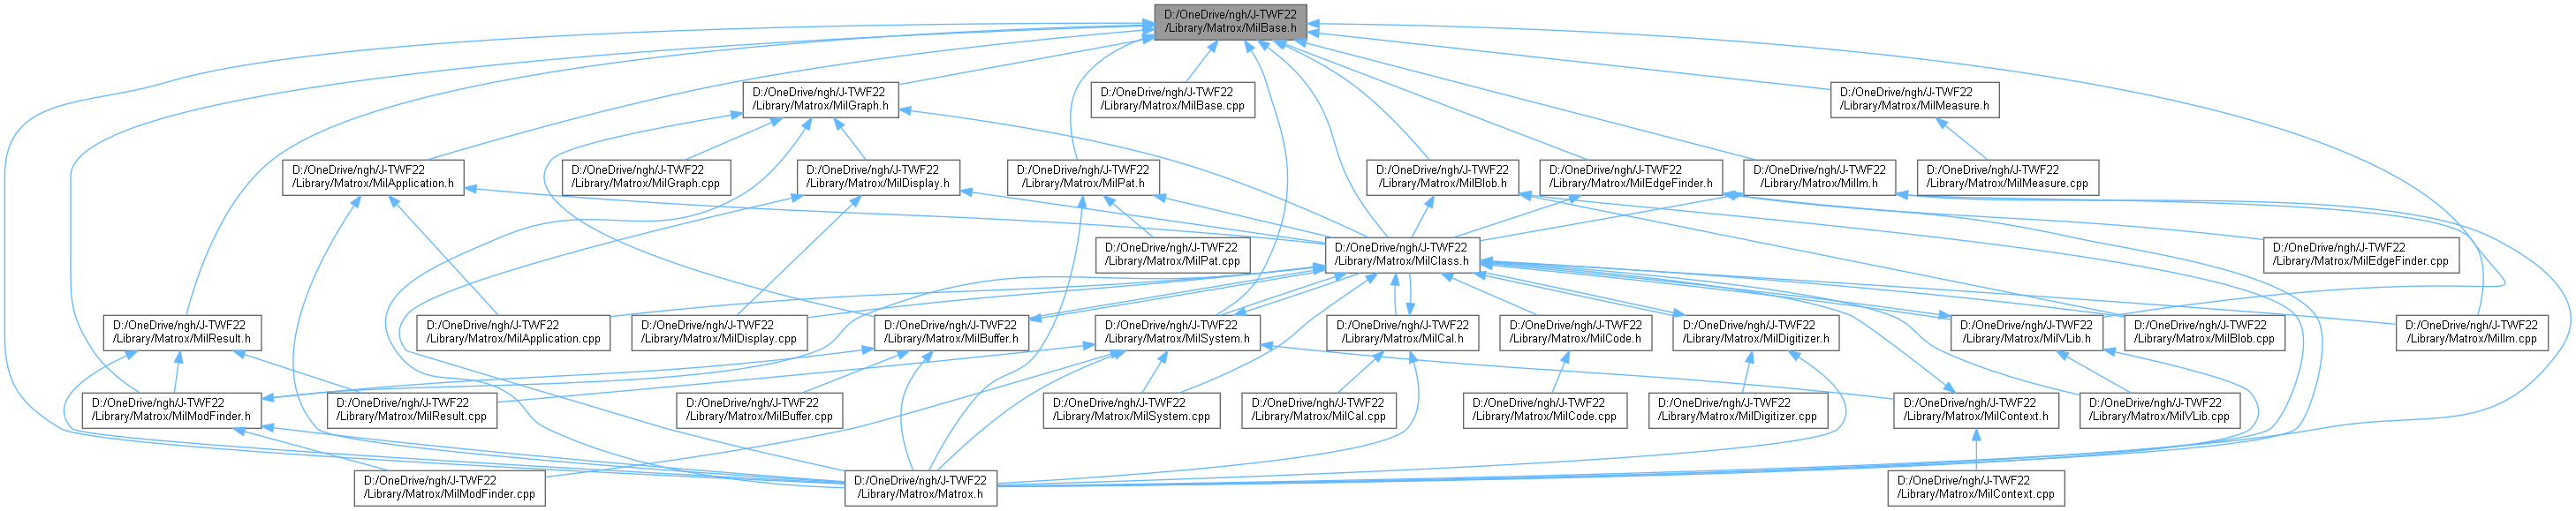 D:/OneDrive/ngh/J-TWF22
/Library/Matrox/MilBase.h
D:/OneDrive/ngh/J-TWF22
/Library/Matrox/MilGraph.h
D:/OneDrive/ngh/J-TWF22
/Library/Matrox/MilBase.cpp
D:/OneDrive/ngh/J-TWF22
/Library/Matrox/MilMeasure.h
D:/OneDrive/ngh/J-TWF22
/Library/Matrox/MilApplication.h
D:/OneDrive/ngh/J-TWF22
/Library/Matrox/MilGraph.cpp
D:/OneDrive/ngh/J-TWF22
/Library/Matrox/MilDisplay.h
D:/OneDrive/ngh/J-TWF22
/Library/Matrox/MilPat.h
D:/OneDrive/ngh/J-TWF22
/Library/Matrox/MilBlob.h
D:/OneDrive/ngh/J-TWF22
/Library/Matrox/MilEdgeFinder.h
D:/OneDrive/ngh/J-TWF22
/Library/Matrox/MilIm.h
D:/OneDrive/ngh/J-TWF22
/Library/Matrox/MilMeasure.cpp
D:/OneDrive/ngh/J-TWF22
/Library/Matrox/MilPat.cpp
D:/OneDrive/ngh/J-TWF22
/Library/Matrox/MilClass.h
D:/OneDrive/ngh/J-TWF22
/Library/Matrox/MilEdgeFinder.cpp
D:/OneDrive/ngh/J-TWF22
/Library/Matrox/MilResult.h
D:/OneDrive/ngh/J-TWF22
/Library/Matrox/MilApplication.cpp
D:/OneDrive/ngh/J-TWF22
/Library/Matrox/MilDisplay.cpp
D:/OneDrive/ngh/J-TWF22
/Library/Matrox/MilBuffer.h
D:/OneDrive/ngh/J-TWF22
/Library/Matrox/MilSystem.h
D:/OneDrive/ngh/J-TWF22
/Library/Matrox/MilCal.h
D:/OneDrive/ngh/J-TWF22
/Library/Matrox/MilCode.h
D:/OneDrive/ngh/J-TWF22
/Library/Matrox/MilDigitizer.h
D:/OneDrive/ngh/J-TWF22
/Library/Matrox/MilVLib.h
D:/OneDrive/ngh/J-TWF22
/Library/Matrox/MilBlob.cpp
D:/OneDrive/ngh/J-TWF22
/Library/Matrox/MilIm.cpp
D:/OneDrive/ngh/J-TWF22
/Library/Matrox/MilModFinder.h
D:/OneDrive/ngh/J-TWF22
/Library/Matrox/MilResult.cpp
D:/OneDrive/ngh/J-TWF22
/Library/Matrox/MilBuffer.cpp
D:/OneDrive/ngh/J-TWF22
/Library/Matrox/MilSystem.cpp
D:/OneDrive/ngh/J-TWF22
/Library/Matrox/MilCal.cpp
D:/OneDrive/ngh/J-TWF22
/Library/Matrox/MilCode.cpp
D:/OneDrive/ngh/J-TWF22
/Library/Matrox/MilDigitizer.cpp
D:/OneDrive/ngh/J-TWF22
/Library/Matrox/MilContext.h
D:/OneDrive/ngh/J-TWF22
/Library/Matrox/MilVLib.cpp
D:/OneDrive/ngh/J-TWF22
/Library/Matrox/MilModFinder.cpp
D:/OneDrive/ngh/J-TWF22
/Library/Matrox/Matrox.h
D:/OneDrive/ngh/J-TWF22
/Library/Matrox/MilContext.cpp